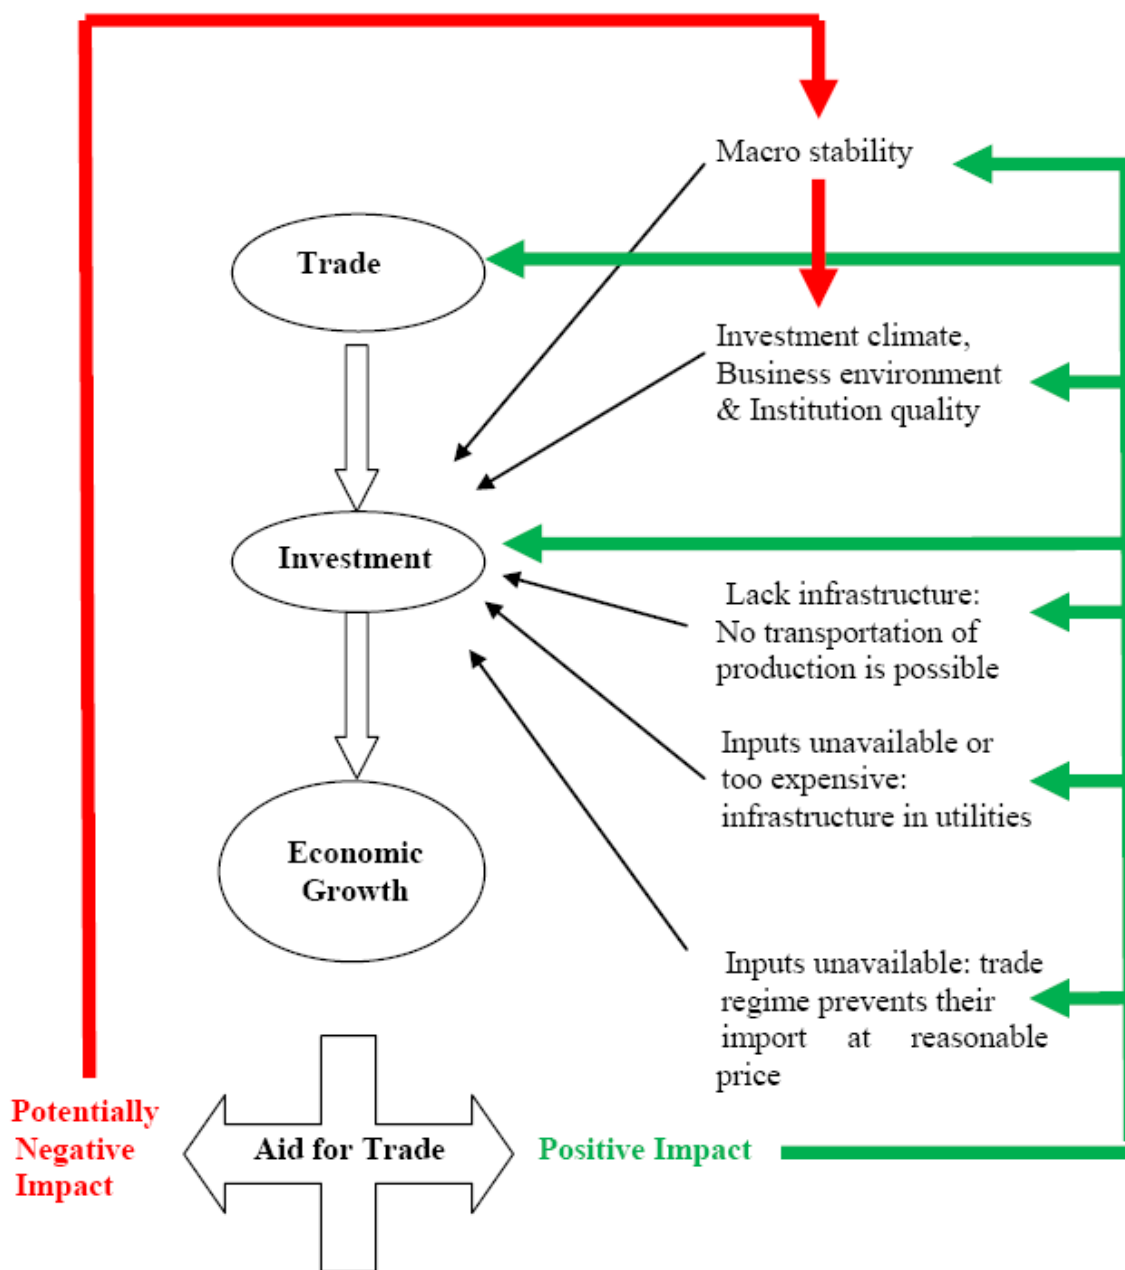 Macro stability
Trade
Investment climate,
Business environment
& Institution quality
Investment
Lack infrastructure:
No transportation of
production is possible
Inputs unavailable or
too expensive:
infrastructure in utilities
Economic
Growth
Inputs unavailable: trade
regime prevents their
import at reasonable
price
Potentially
Negative
Impact
Aid for Trade
Positive Impact